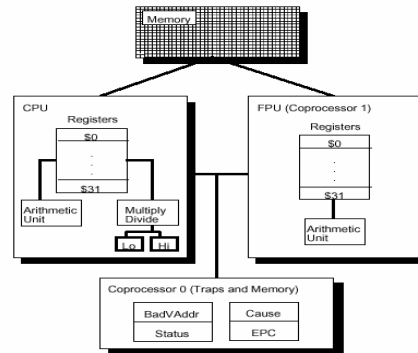 Memory
CPU
Registers
$0
$31
Arithmetic
Unit
Multiply
Divide
Lo
Hi
FPU (Coprocessor 1)
Registers
$0
$31
Arithmetic
Unit
Coprocessor 0 (Traps and Memory)
BadVAddr
Cause
Status
EPC